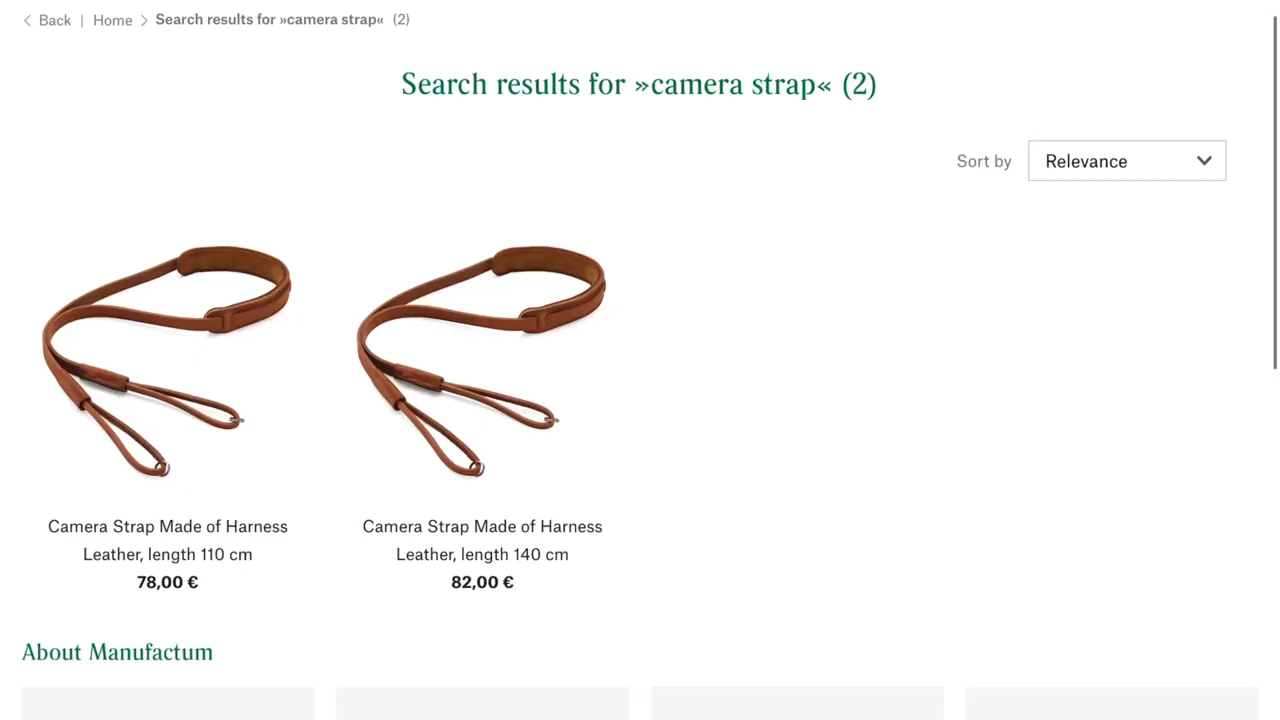 Back | Home > Search results for »camera strap« (2)
Search results for »camera strap« (2)
Sort by Relevance
Camera Strap Made of Harness
Leather, length 110 cm
78,00 €
Camera Strap Made of Harness
Leather, length 140 cm
82,00 €
About Manufactum